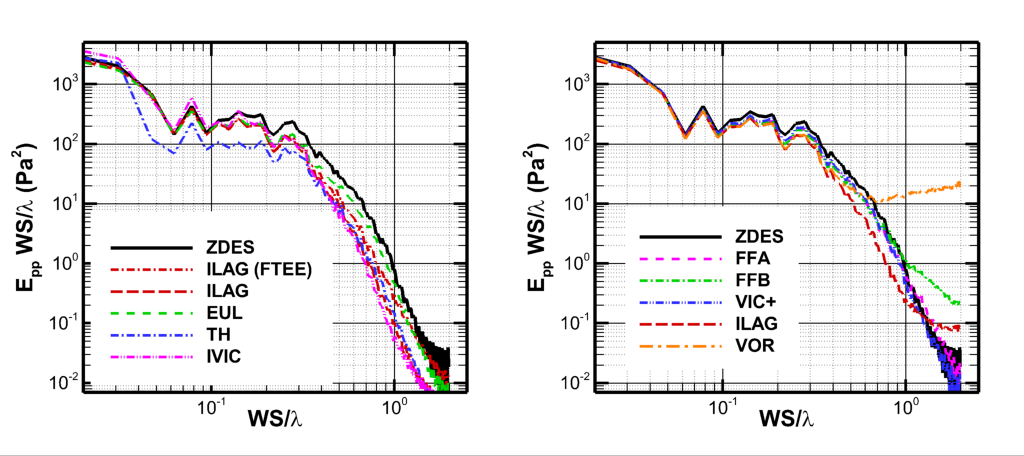 E_pp WS/λ (Pa²)
10³
10²
10¹
10⁰
10⁻¹
10⁻²
ZDES
ILAG (FTEE)
ILAG
EUL
TH
IVIC
10⁻¹ 10⁰
WS/λ
E_pp WS/λ (Pa²)
10³
10²
10¹
10⁰
10⁻¹
10⁻²
ZDES
FFA
FFB
VIC+
ILAG
VOR
10⁻¹ 10⁰
WS/λ